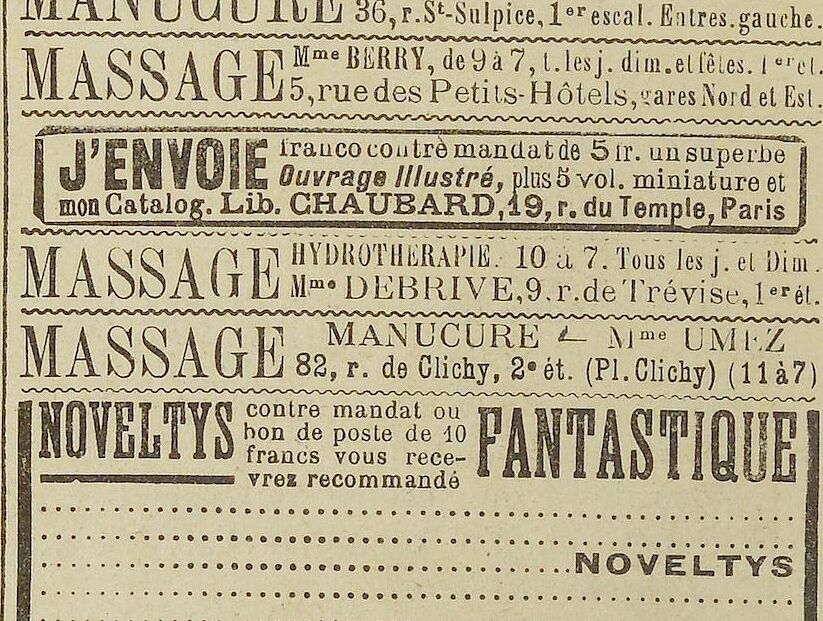 MANUCURE 36, r. St-Sulpice, 1er escal. Entres. gauche.
MASSAGE Mme BERRY, de 9 à 7, t. les j. dim. et fêtes. 1er ét.
5, rue des Petits-Hôtels, gares Nord et Est.
J'ENVOIE franco contre mandat de 5 fr. un superbe
Ouvrage Illustré, plus 5 vol. miniature et
mon Catalog. Lib. CHAUBARD, 19, r. du Temple, Paris
MASSAGE HYDROTHERAPIE. 10 à 7. Tous les j. et Dim.
Mme DEBRIVE, 9. r. de Trévise, 1er ét.
MASSAGE MANUCURE — Mme UMEZ
82, r. de Clichy, 2e ét. (Pl. Clichy) (11 à 7)
NOVELTYS contre mandat ou
bon de poste de 10
francs vous rece-
vrez recommandé
FANTASTIQUE
NOVELTYS